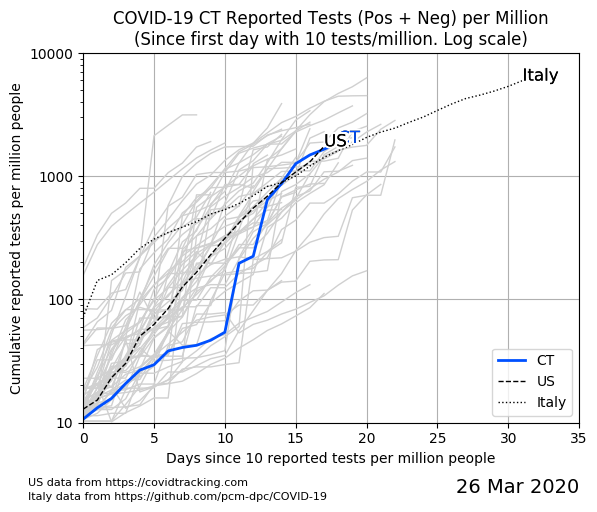 COVID-19 CT Reported Tests (Pos + Neg) per Million
(Since first day with 10 tests/million. Log scale)
Cumulative reported tests per million people
10000
1000
100
10
Italy
CT
US
CT
US
Italy
0 5 10 15 20 25 30 35
Days since 10 reported tests per million people
US data from https://covidtracking.com
Italy data from https://github.com/pcm-dpc/COVID-19
26 Mar 2020